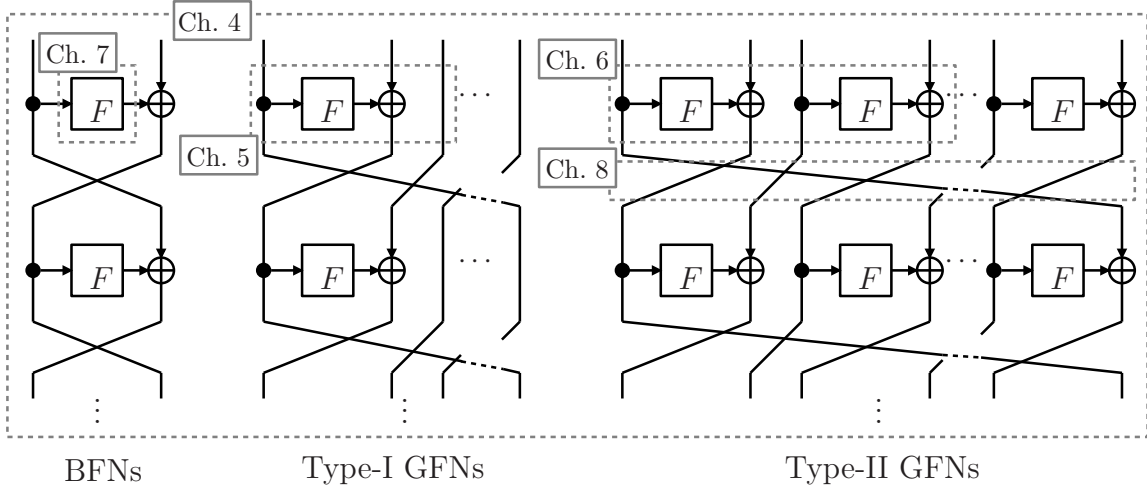 Ch. 4
Ch. 7
Ch. 6
F F . . . F F . . . F
Ch. 5
Ch. 8
F F . . . F F . . . F
. . . . . . . . .
BFNs Type-I GFNs Type-II GFNs